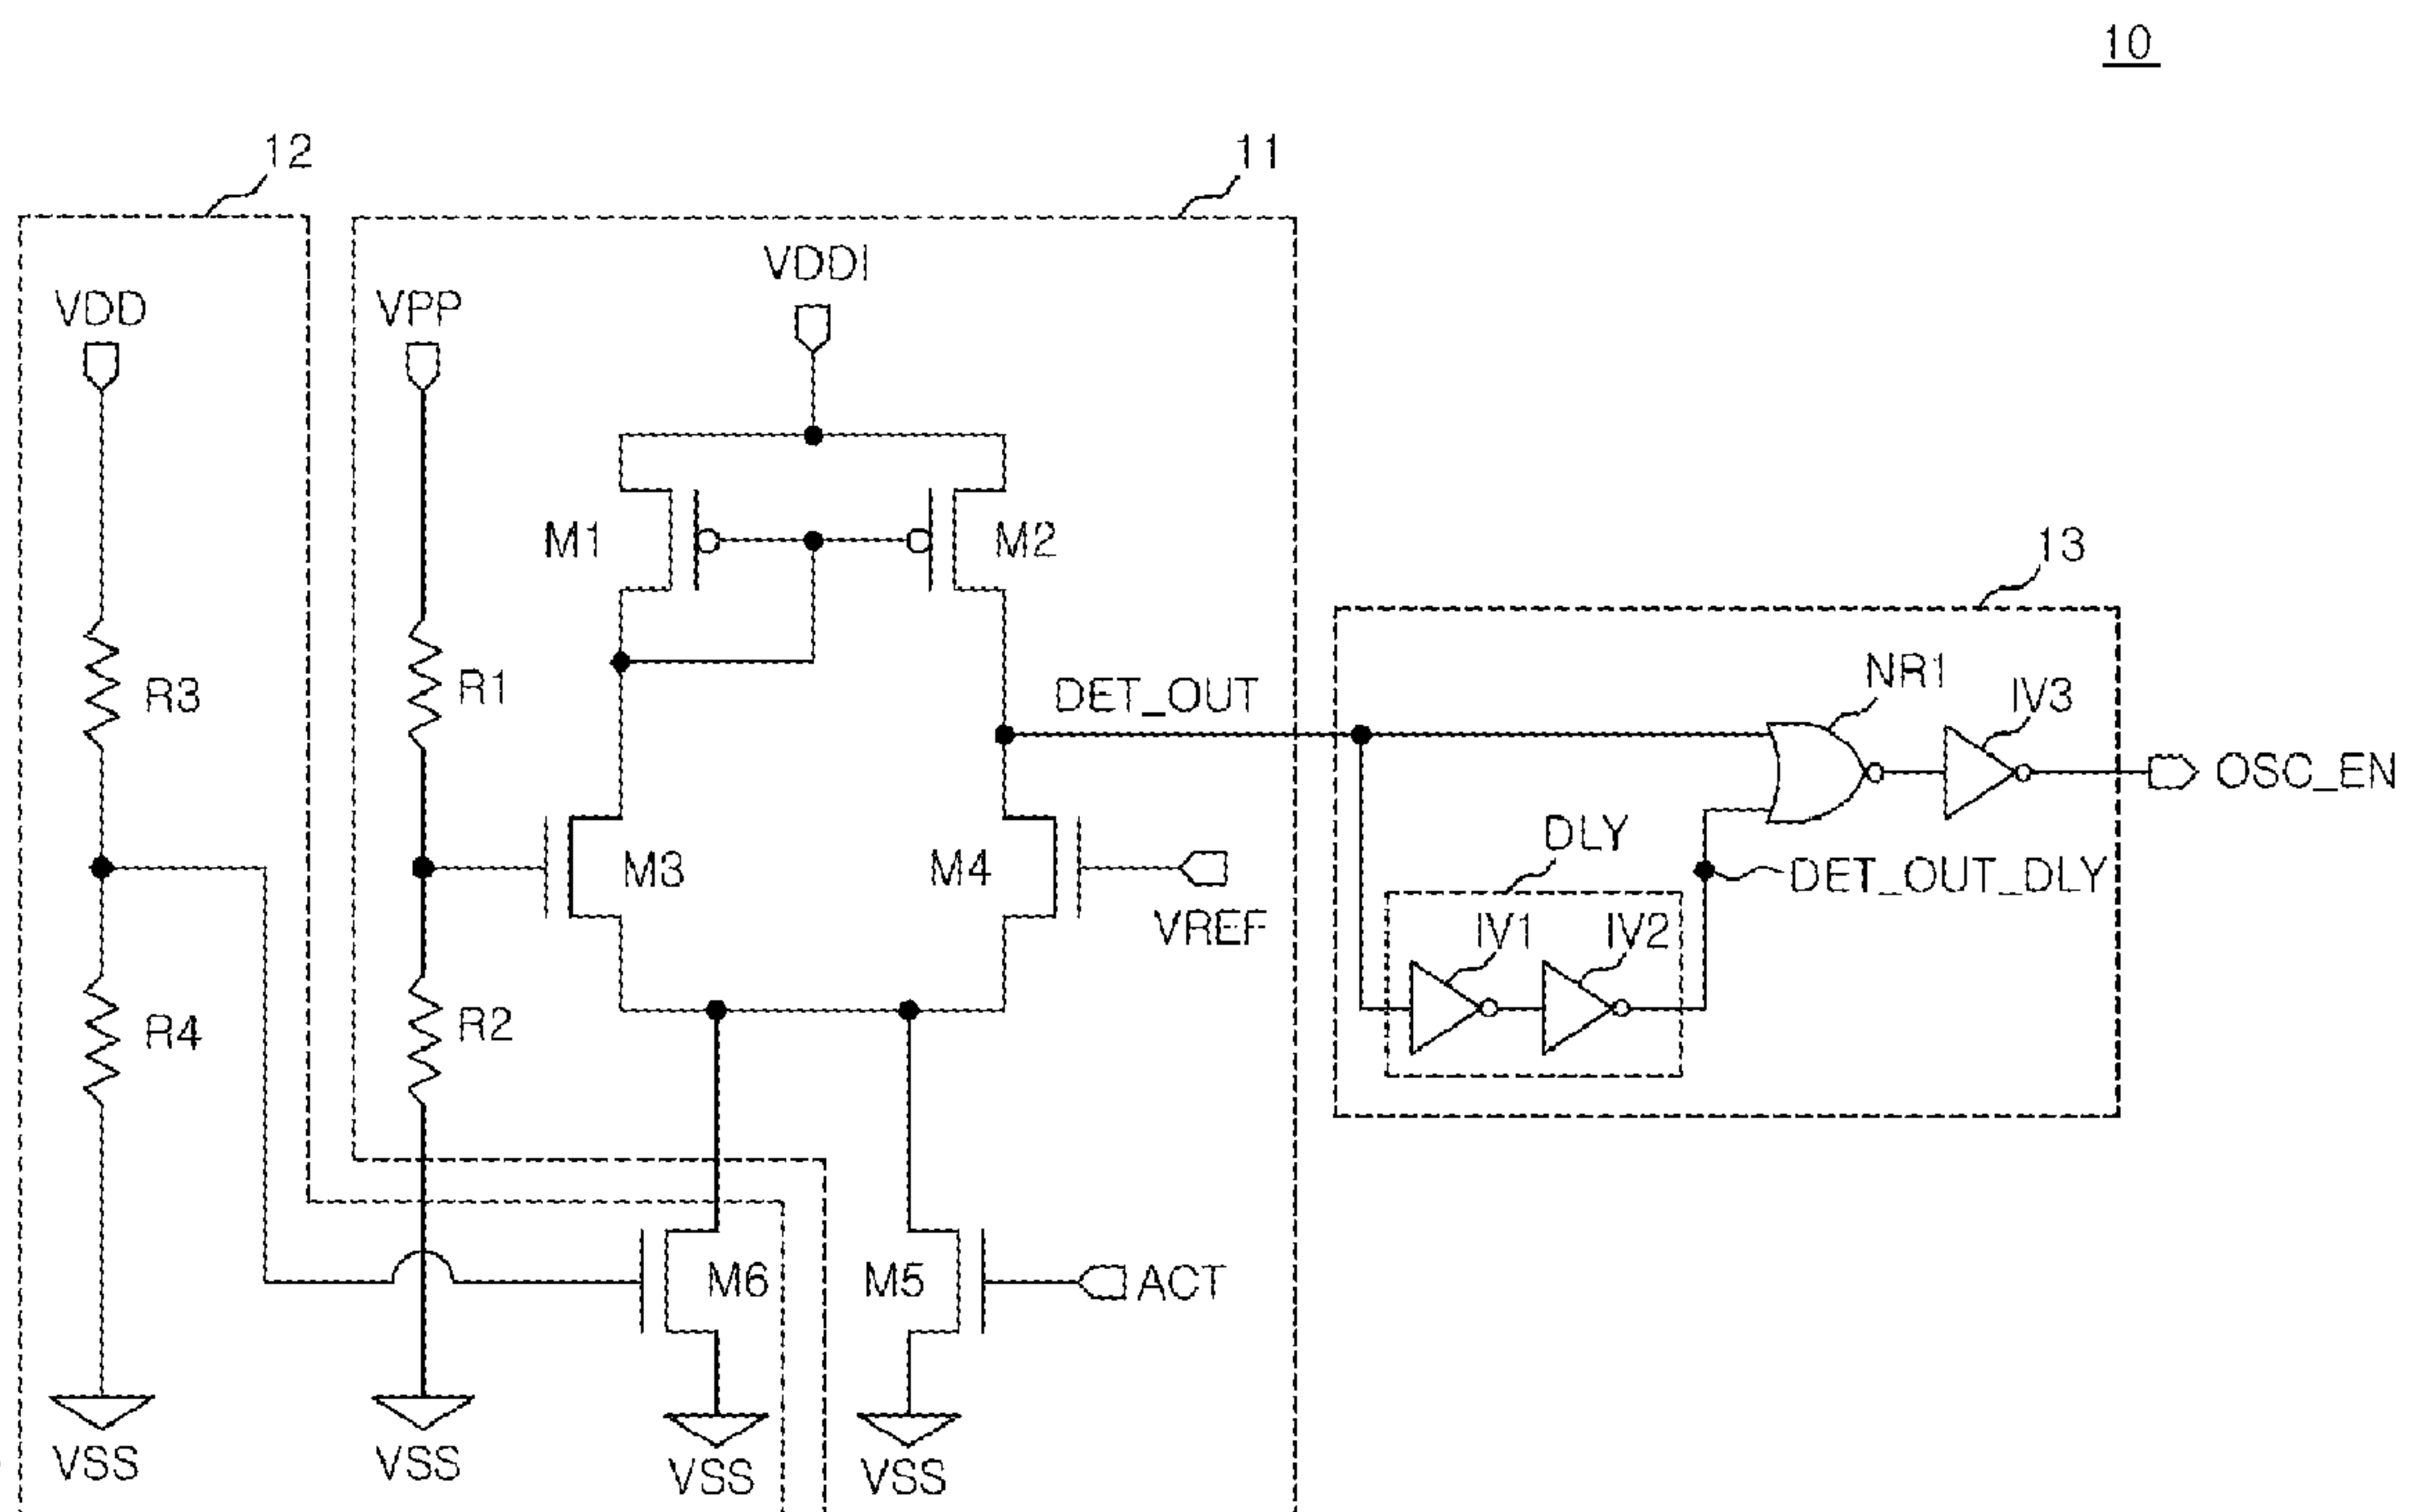 10
12
11
VDDI
VDD
VPP
M1
M2
13
R3
R1
DET_OUT
NR1
IV3
OSC_EN
M3
M4
VREF
DLY
DET_OUT_DLY
IV1
IV2
R4
R2
M6
M5
ACT
VSS
VSS
VSS
VSS